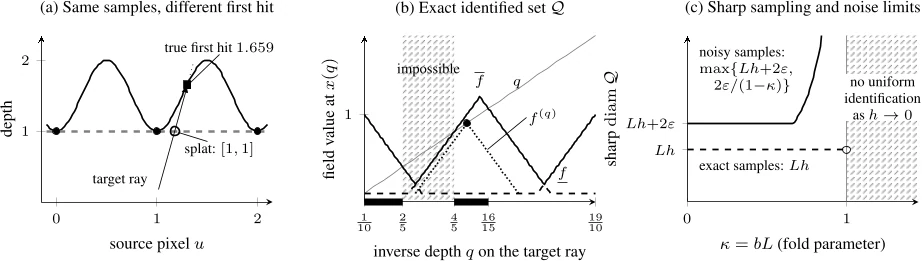 (a) Same samples, different first hit
true first hit 1.659
2
1
depth
splat: [1, 1]
target ray
0
1
2
source pixel u
(b) Exact identified set 𝒬
impossible
f̅
q
f^(q)
f̲
1
field value at x(q)
1/10
2/5
4/5
16/15
19/10
inverse depth q on the target ray
(c) Sharp sampling and noise limits
noisy samples:
max{Lh+2ε,
2ε/(1−κ)}
no uniform
identification
as h → 0
Lh+2ε
Lh
exact samples: Lh
sharp diam 𝒬
0
1
κ = bL (fold parameter)